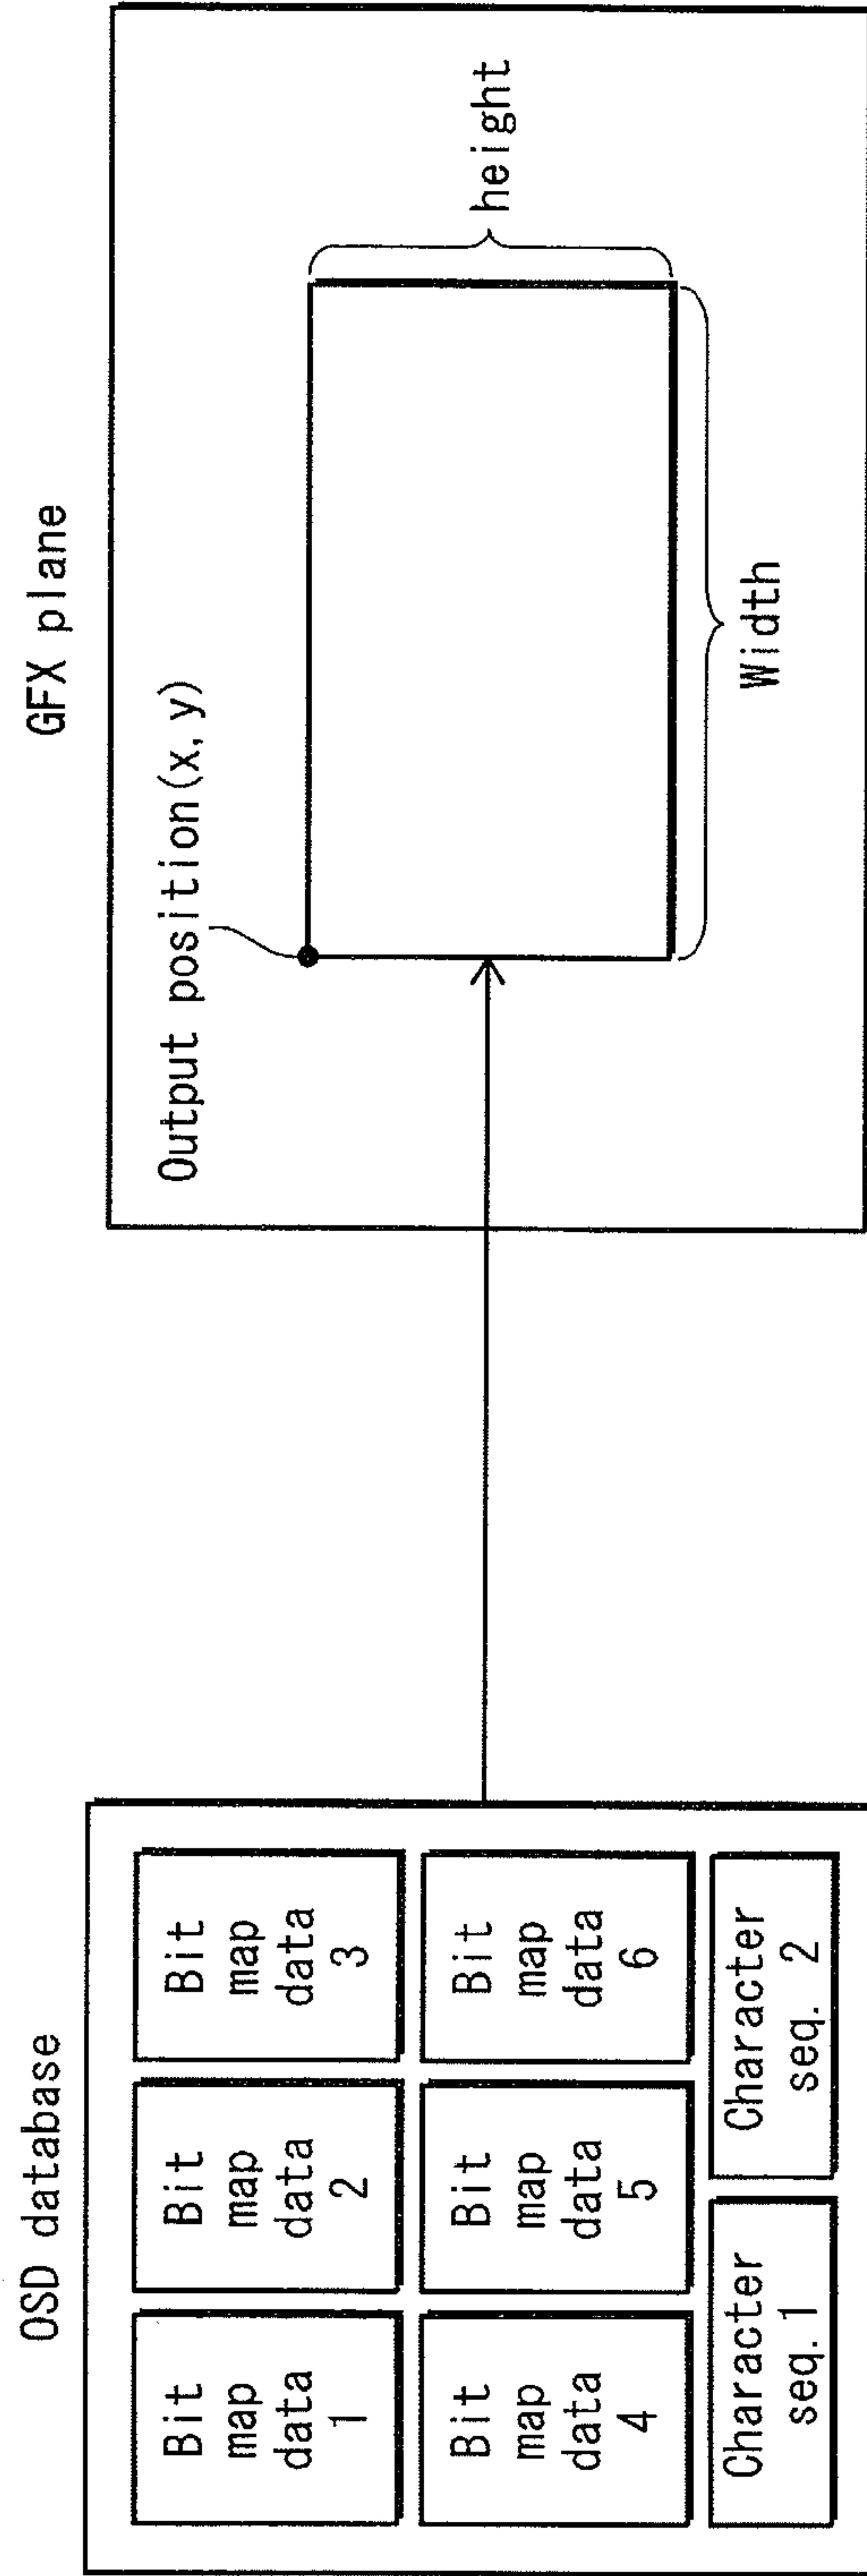 OSD database
Bit
map
data
1
Bit
map
data
2
Bit
map
data
3
Bit
map
data
4
Bit
map
data
5
Bit
map
data
6
Character
seq. 1
Character
seq. 2
GFX plane
Output position(x, y)
height
Width